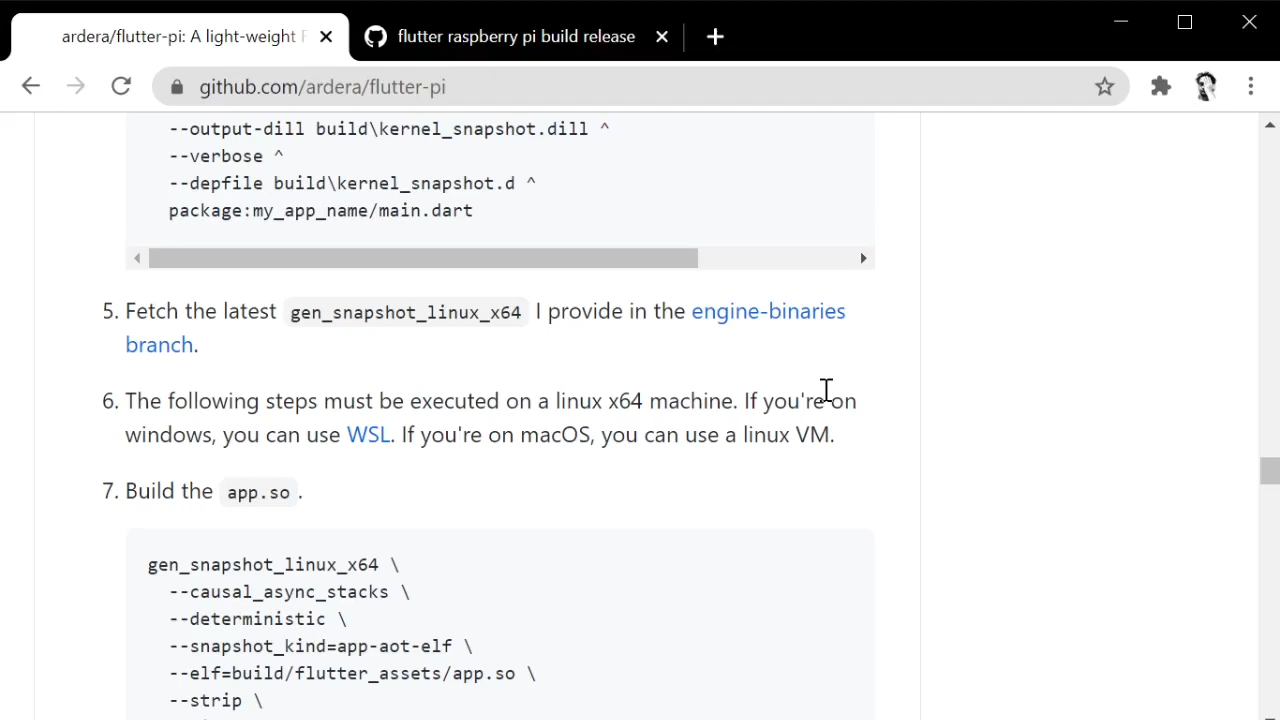 ardera/flutter-pi: A light-weight F
flutter raspberry pi build release
github.com/ardera/flutter-pi
--output-dill build\kernel_snapshot.dill ^
--verbose ^
--depfile build\kernel_snapshot.d ^
package:my_app_name/main.dart
5. Fetch the latest gen_snapshot_linux_x64 I provide in the engine-binaries
branch.
6. The following steps must be executed on a linux x64 machine. If you're on
windows, you can use WSL. If you're on macOS, you can use a linux VM.
7. Build the app.so.
gen_snapshot_linux_x64 \
--causal_async_stacks \
--deterministic \
--snapshot_kind=app-aot-elf \
--elf=build/flutter_assets/app.so \
--strip \